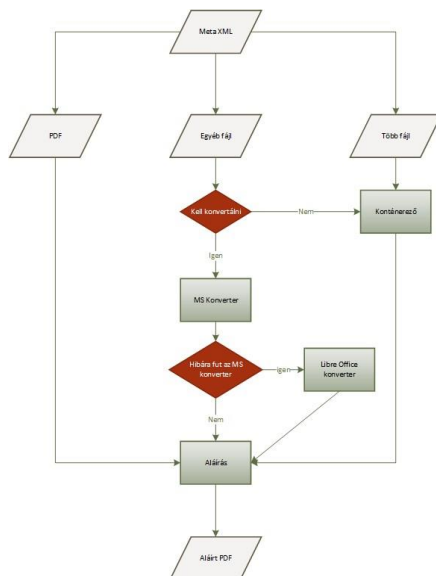 Meta XML
PDF
Egyéb fájl
Több fájl
Kell konvertálni
Nem
Konténerező
Igen
MS Konverter
Hibára fut az MS
konverter
igen
Libre Office
konverter
Nem
Aláírás
Aláírt PDF